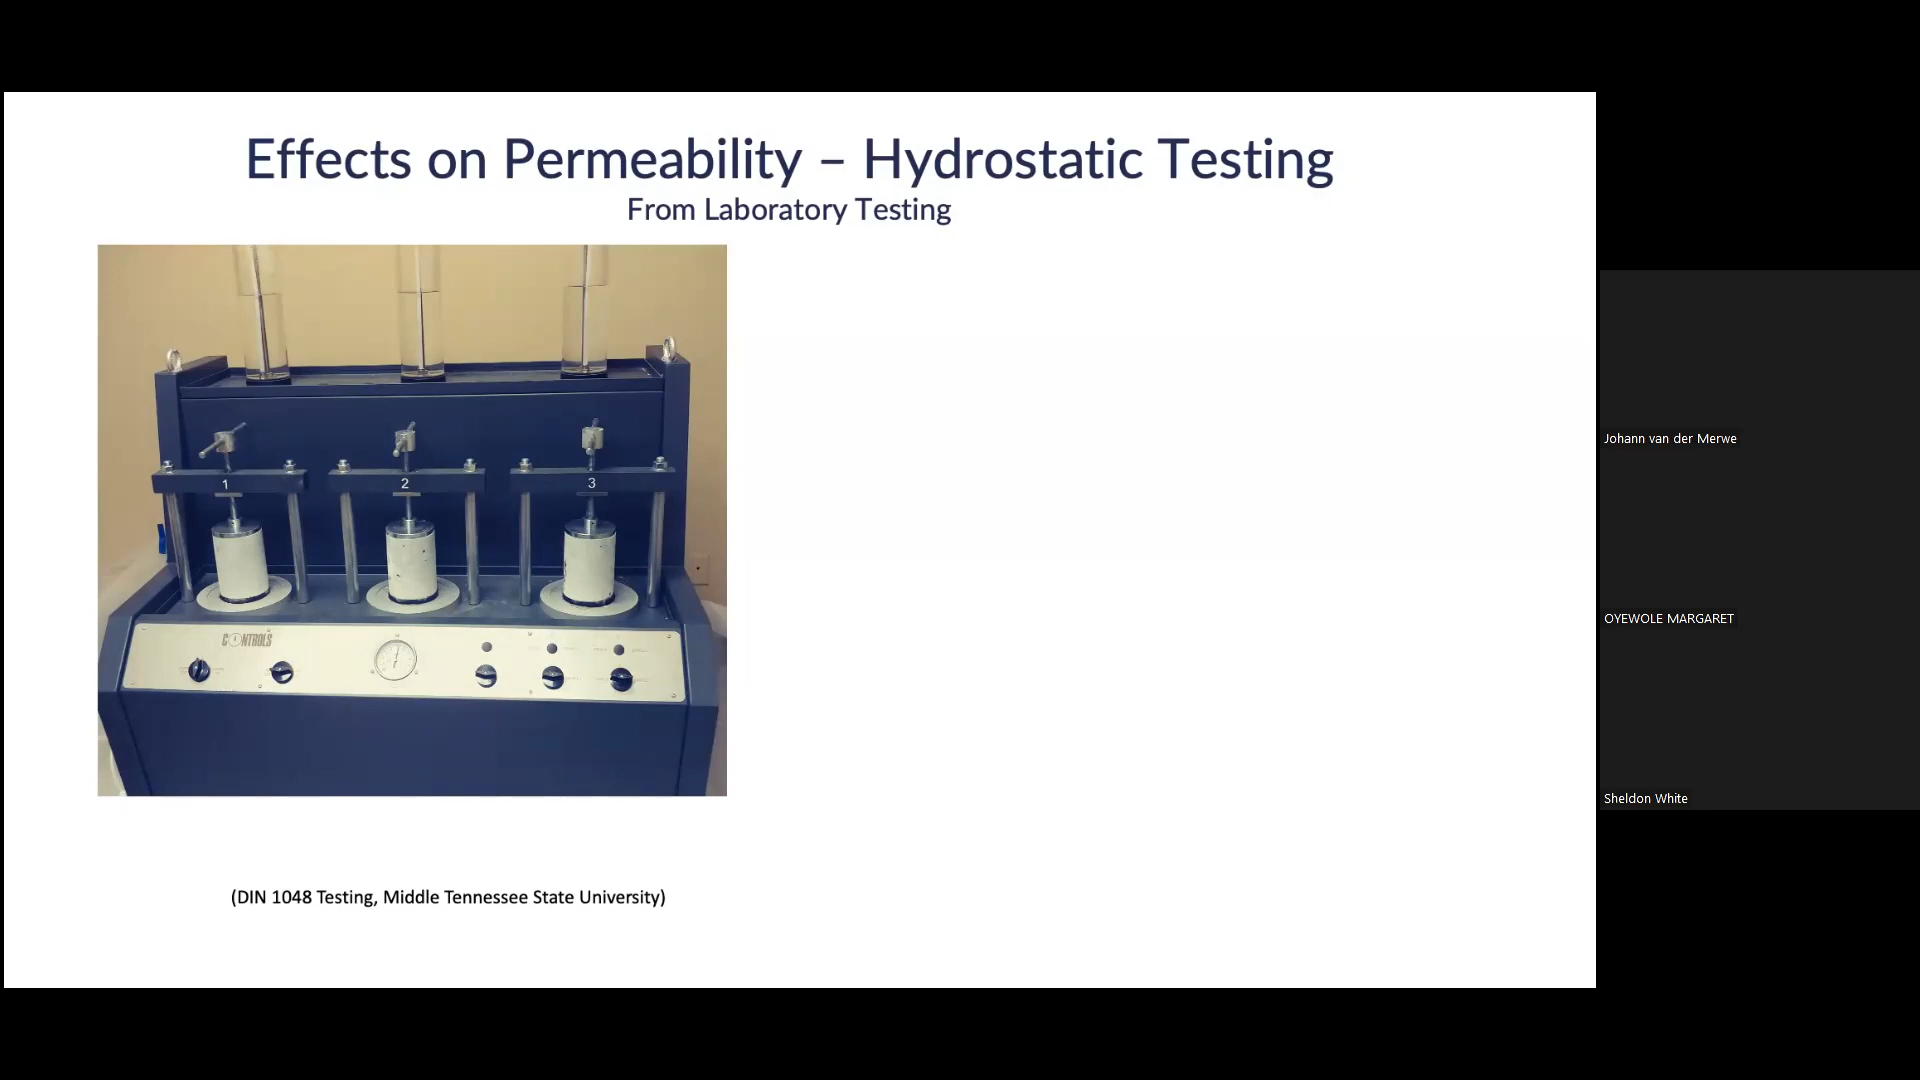 Effects on Permeability – Hydrostatic Testing
From Laboratory Testing
1
2
3
CONTROLS
(DIN 1048 Testing, Middle Tennessee State University)
Johann van der Merwe
OYEWOLE MARGARET
Sheldon White